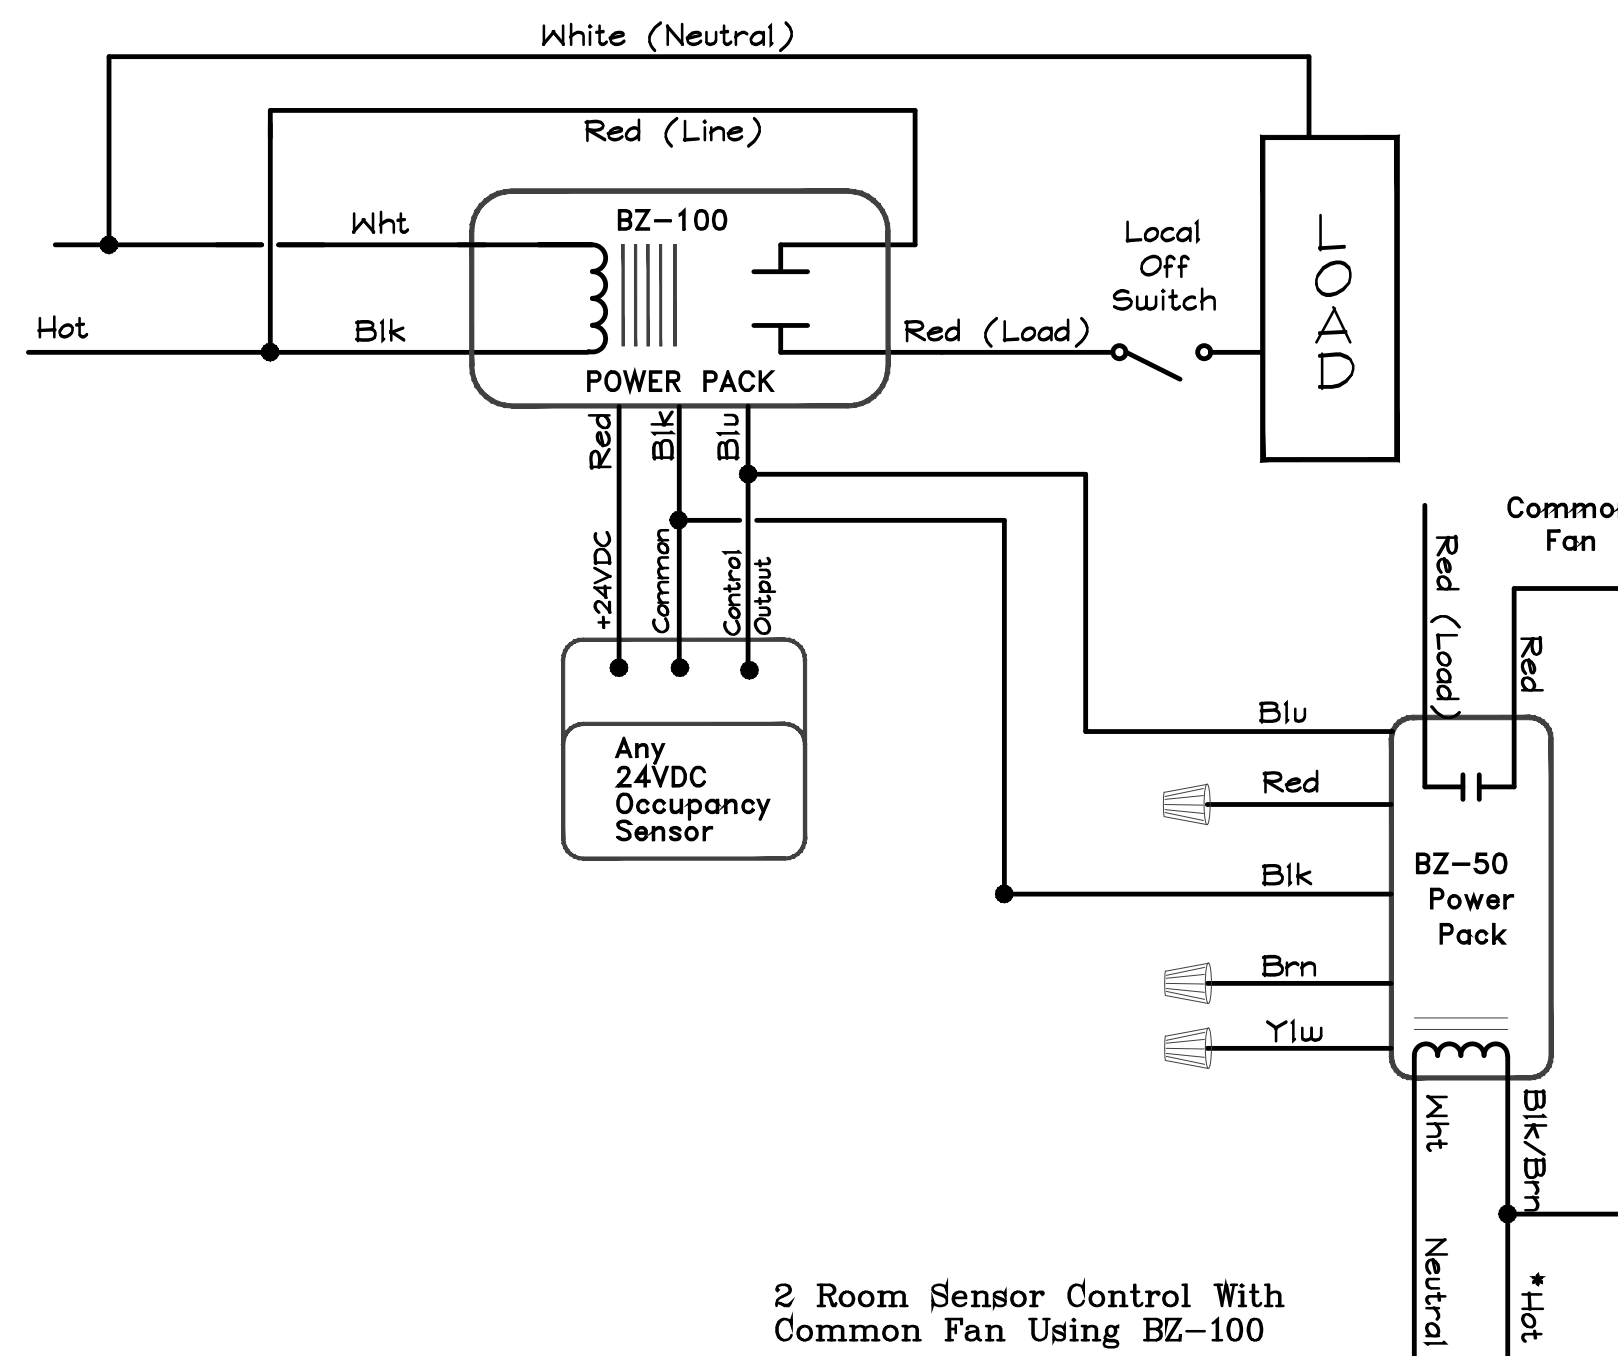 White (Neutral)
Red (Line)
Wht
BZ-100
Local
Off
Switch
LOAD
Hot
Blk
Red (Load)
POWER PACK
Red
Blk
Blu
+24VDC
Common
Control
Output
Any
24VDC
Occupancy
Sensor
Fan
Red (Load)
Red
Blu
Red
Blk
BZ-50
Power
Pack
Brn
Ylw
Wht
Blk/Brn
Neutral
*Hot
2 Room Sensor Control With
Common Fan Using BZ-100